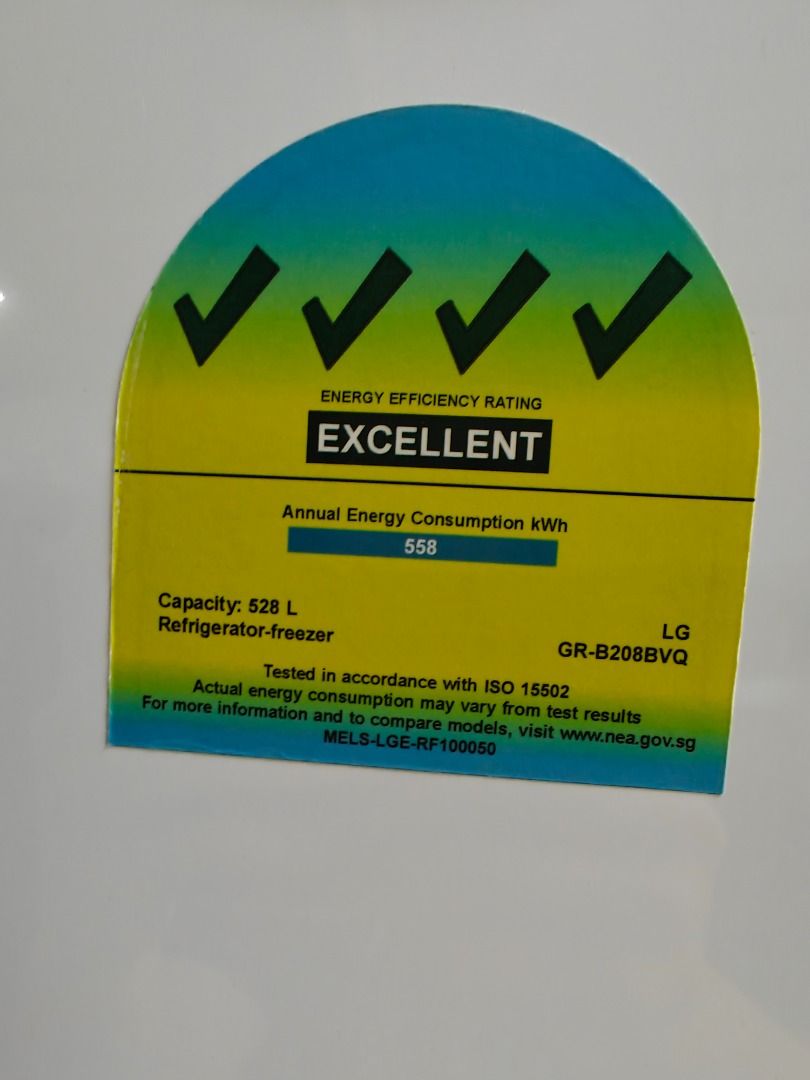 ENERGY EFFICIENCY RATING
EXCELLENT
Annual Energy Consumption kWh
558
Capacity: 528 L
Refrigerator-freezer
LG
GR-B208BVQ
Tested in accordance with ISO 15502
Actual energy consumption may vary from test results
For more information and to compare models, visit www.nea.gov.sg
MELS-LGE-RF100050